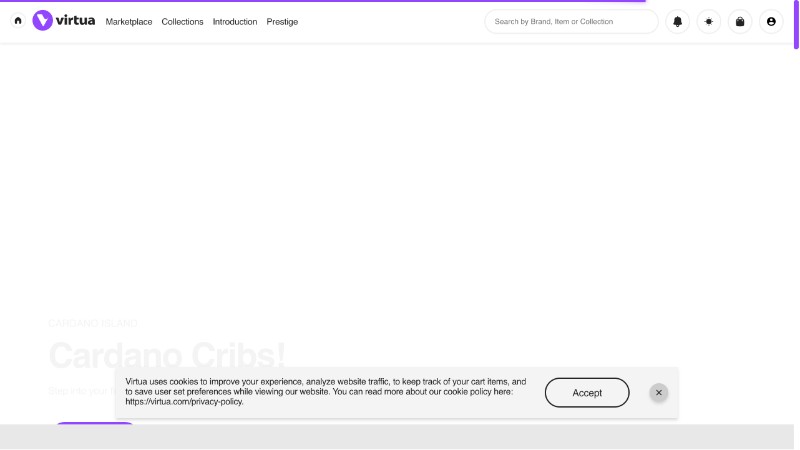 virtua Marketplace Collections Introduction Prestige Search by Brand, Item or Collection
CARDANO ISLAND
Cardano Cribs!
Virtua uses cookies to improve your experience, analyze website traffic, to keep track of your cart items, and
to save user set preferences while viewing our website. You can read more about our cookie policy here:
https://virtua.com/privacy-policy.
Accept